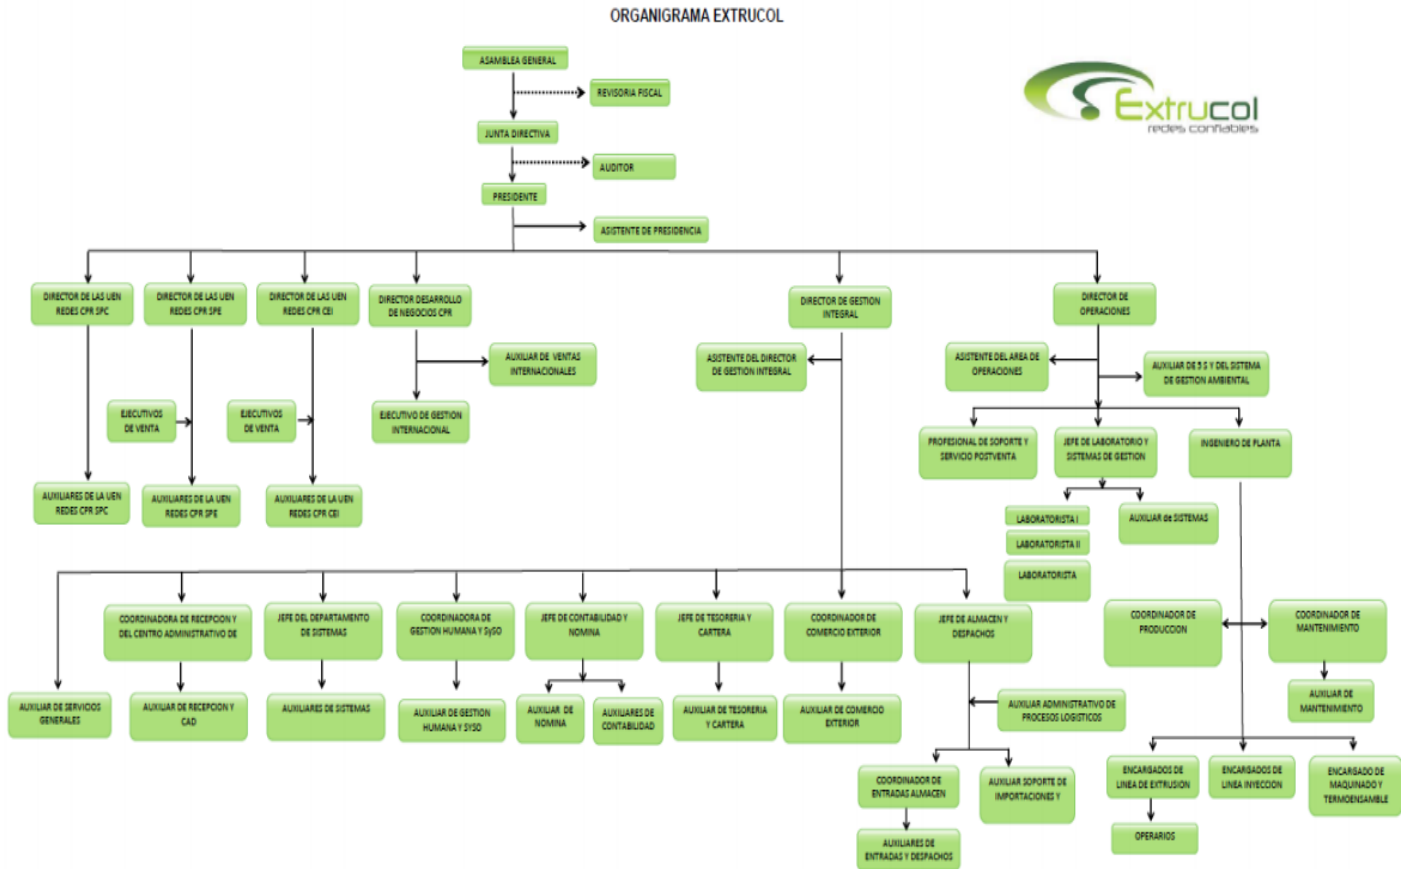 ORGANIGRAMA EXTRUCOL
ASAMBLEA GENERAL
REVISORIA FISCAL
Extrucol
redes confiables
JUNTA DIRECTIVA
AUDITOR
PRESIDENTE
ASISTENTE DE PRESIDENCIA
DIRECTOR DE LAS UEN
REDES CPR SPC
DIRECTOR DE LAS UEN
REDES CPR SPE
DIRECTOR DE LAS UEN
REDES CPR CEI
DIRECTOR DESARROLLO
DE NEGOCIOS CPR
DIRECTOR DE GESTION
INTEGRAL
DIRECTOR DE
OPERACIONES
AUXILIAR DE VENTAS
INTERNACIONALES
ASISTENTE DEL DIRECTOR
DE GESTION INTEGRAL
ASISTENTE DEL AREA DE
OPERACIONES
AUXILIAR DE 5 S Y DEL SISTEMA
DE GESTION AMBIENTAL
EJECUTIVOS
DE VENTA
EJECUTIVOS
DE VENTA
EJECUTIVO DE GESTION
INTERNACIONAL
PROFESIONAL DE SOPORTE Y
SERVICIO POSTVENTA
JEFE DE LABORATORIO Y
SISTEMAS DE GESTION
INGENIERO DE PLANTA
AUXILIARES DE LA UEN
REDES CPR SPC
AUXILIARES DE LA UEN
REDES CPR SPE
AUXILIARES DE LA UEN
REDES CPR CEI
LABORATORISTA I
LABORATORISTA II
LABORATORISTA
AUXILIAR de SISTEMAS
COORDINADORA DE RECEPCION Y
DEL CENTRO ADMINISTRATIVO DE
JEFE DEL DEPARTAMENTO
DE SISTEMAS
COORDINADORA DE
GESTION HUMANA Y SySO
JEFE DE CONTABILIDAD Y
NOMINA
JEFE DE TESORERIA Y
CARTERA
COORDINADOR DE
COMERCIO EXTERIOR
JEFE DE ALMACEN Y
DESPACHOS
COORDINADOR DE
PRODUCCION
COORDINADOR DE
MANTENIMIENTO
AUXILIAR DE SERVICIOS
GENERALES
AUXILIAR DE RECEPCION Y
CAD
AUXILIARES DE SISTEMAS
AUXILIAR DE GESTION
HUMANA Y SYSO
AUXILIAR DE
NOMINA
AUXILIARES DE
CONTABILIDAD
AUXILIAR DE TESORERIA
Y CARTERA
AUXILIAR DE COMERCIO
EXTERIOR
AUXILIAR ADMINISTRATIVO DE
PROCESOS LOGISTICOS
AUXILIAR DE
MANTENIMIENTO
COORDINADOR DE
ENTRADAS ALMACEN
AUXILIAR SOPORTE DE
IMPORTACIONES Y
ENCARGADOS DE
LINEA DE EXTRUSION
ENCARGADOS DE
LINEA INYECCION
ENCARGADO DE
MAQUINADO Y
TERMOENSAMBLE
AUXILIARES DE
ENTRADAS Y DESPACHOS
OPERARIOS